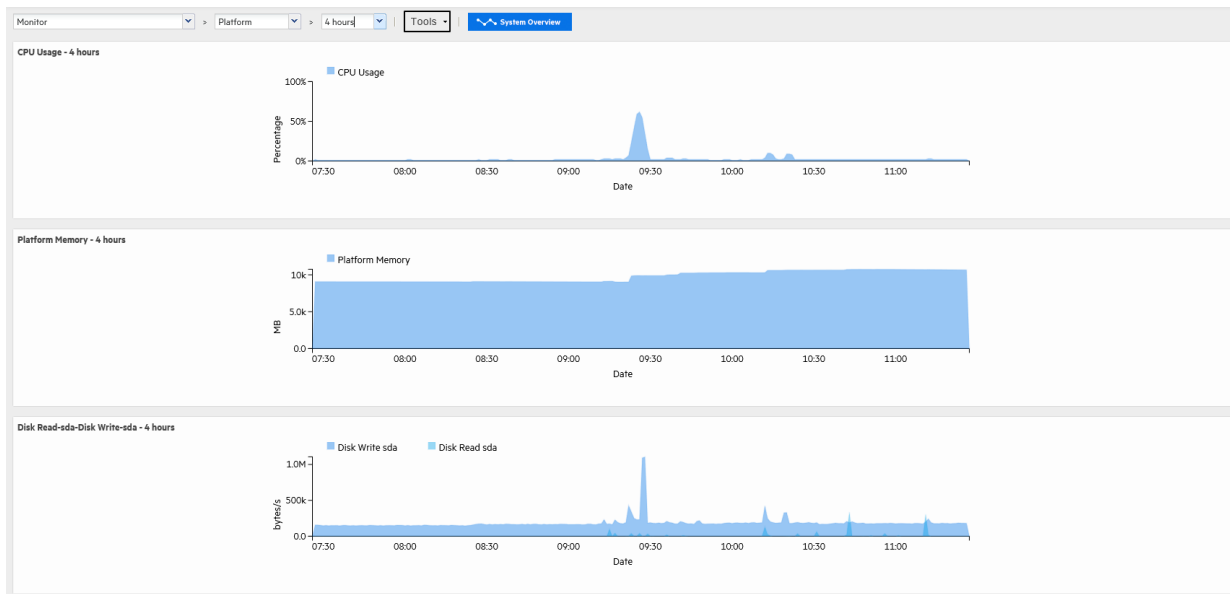 Monitor > Platform > 4 hours | Tools | System Overview
CPU Usage - 4 hours
CPU Usage
100%
50%
0%
Percentage
07:30 08:00 08:30 09:00 09:30 10:00 10:30 11:00
Date
Platform Memory - 4 hours
Platform Memory
10k
5.0k
0.0
MB
07:30 08:00 08:30 09:00 09:30 10:00 10:30 11:00
Date
Disk Read-sda-Disk Write-sda - 4 hours
Disk Write sda Disk Read sda
1.0M
500k
0.0
bytes/s
07:30 08:00 08:30 09:00 09:30 10:00 10:30 11:00
Date